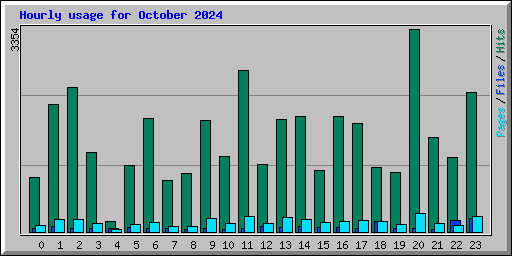 Hourly usage for October 2024
3354
Pages/Files/Hits
0 1 2 3 4 5 6 7 8 9 10 11 12 13 14 15 16 17 18 19 20 21 22 23